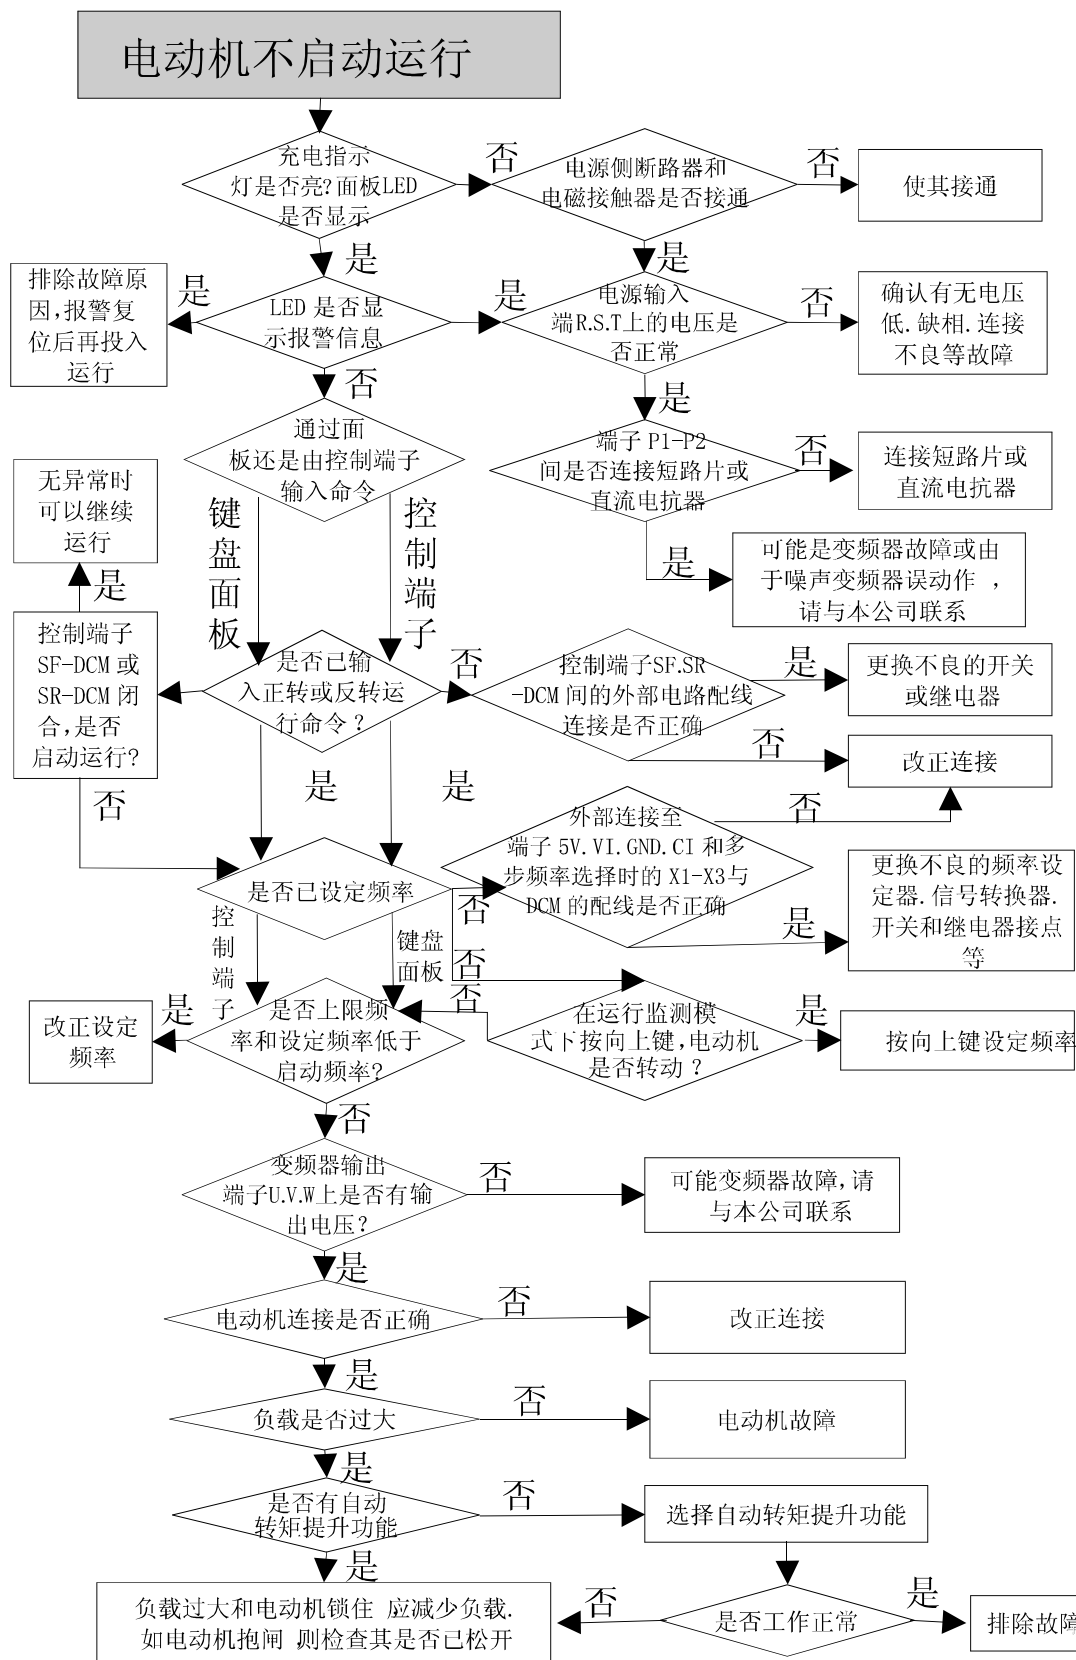 电动机不启动运行
充电指示
灯是否亮?面板LED
是否显示
否
电源侧断路器和
电磁接触器是否接通
否
使其接通
是
是
排除故障原
因,报警复
位后再投入
运行
是
LED 是否显
示报警信息
是
电源输入
端R.S.T上的电压是
否正常
否
确认有无电压
低.缺相.连接
不良等故障
否
是
通过面
板还是由控制端子
输入命令
端子 P1-P2
间是否连接短路片或
直流电抗器
否
连接短路片或
直流电抗器
无异常时
可以继续
运行
键盘面板
控制端子
是
可能是变频器故障或由
于噪声变频器误动作 ,
请与本公司联系
是
控制端子
SF-DCM 或
SR-DCM 闭
合,是否
启动运行?
是否已输
入正转或反转运
行命令?
否
控制端子SF.SR
-DCM 间的外部电路配线
连接是否正确
是
更换不良的开关
或继电器
否
改正连接
否
是
是
外部连接至
端子 5V.VI.GND.CI 和多
步频率选择时的 X1-X3与
DCM 的配线是否正确
否
是否已设定频率
否
是
更换不良的频率设
定器.信号转换器.
开关和继电器接点
等
控制端子
键盘
面板
否
否
改正设定
频率
是
是否上限频
率和设定频率低于
启动频率?
在运行监测模
式下按向上键,电动机
是否转动?
是
按向上键设定频率
否
变频器输出
端子U.V.W上是否有输
出电压?
否
可能变频器故障,请
与本公司联系
是
电动机连接是否正确
否
改正连接
是
负载是否过大
否
电动机故障
是
是否有自动
转矩提升功能
否
选择自动转矩提升功能
是
负载过大和电动机锁住 应减少负载.
如电动机抱闸 则检查其是否已松开
否
是否工作正常
是
排除故障